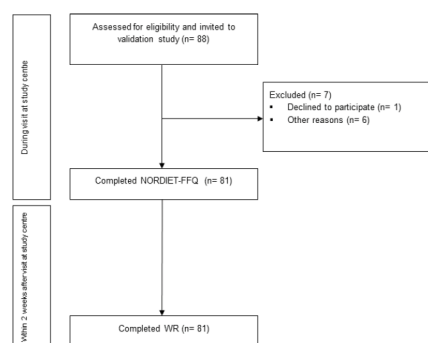 Assessed for eligibility and invited to
validation study (n= 88)
During visit at study centre
Excluded (n= 7)
▪ Declined to participate (n= 1)
▪ Other reasons (n= 6)
Completed NORDIET-FFQ (n= 81)
Within 2 weeks after visit at study centre
Completed WR (n= 81)